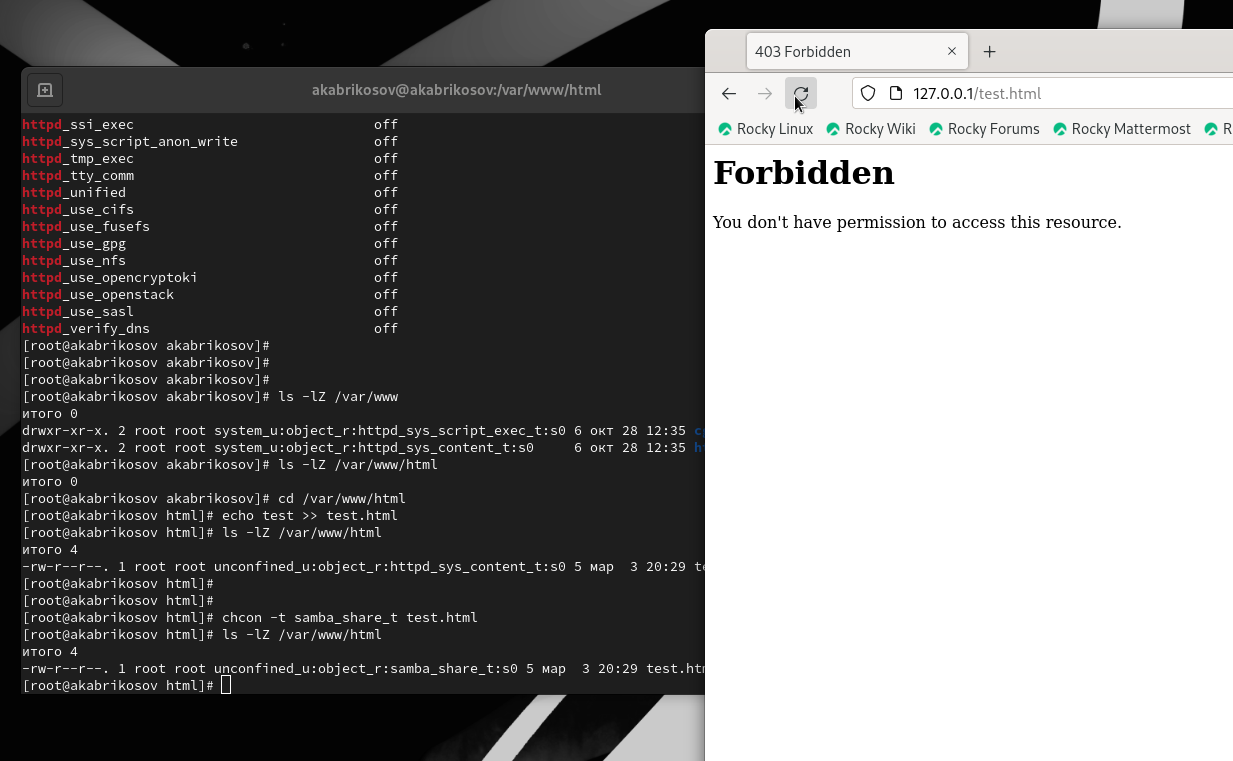 akabrikosov@akabrikosov:/var/www/html
httpd_ssi_exec off
httpd_sys_script_anon_write off
httpd_tmp_exec off
httpd_tty_comm off
httpd_unified off
httpd_use_cifs off
httpd_use_fusefs off
httpd_use_gpg off
httpd_use_nfs off
httpd_use_opencryptoki off
httpd_use_openstack off
httpd_use_sasl off
httpd_verify_dns off
[root@akabrikosov akabrikosov]#
[root@akabrikosov akabrikosov]#
[root@akabrikosov akabrikosov]#
[root@akabrikosov akabrikosov]# ls -lZ /var/www
итого 0
drwxr-xr-x. 2 root root system_u:object_r:httpd_sys_script_exec_t:s0 6 окт 28 12:35
drwxr-xr-x. 2 root root system_u:object_r:httpd_sys_content_t:s0 6 окт 28 12:35
[root@akabrikosov akabrikosov]# ls -lZ /var/www/html
итого 0
[root@akabrikosov akabrikosov]# cd /var/www/html
[root@akabrikosov html]# echo test >> test.html
[root@akabrikosov html]# ls -lZ /var/www/html
итого 4
-rw-r--r--. 1 root root unconfined_u:object_r:httpd_sys_content_t:s0 5 мар 3 20:29
[root@akabrikosov html]#
[root@akabrikosov html]#
[root@akabrikosov html]# chcon -t samba_share_t test.html
[root@akabrikosov html]# ls -lZ /var/www/html
итого 4
-rw-r--r--. 1 root root unconfined_u:object_r:samba_share_t:s0 5 мар 3 20:29
[root@akabrikosov html]#
403 Forbidden
127.0.0.1/test.html
Rocky Linux Rocky Wiki Rocky Forums Rocky Mattermost
Forbidden
You don't have permission to access this resource.